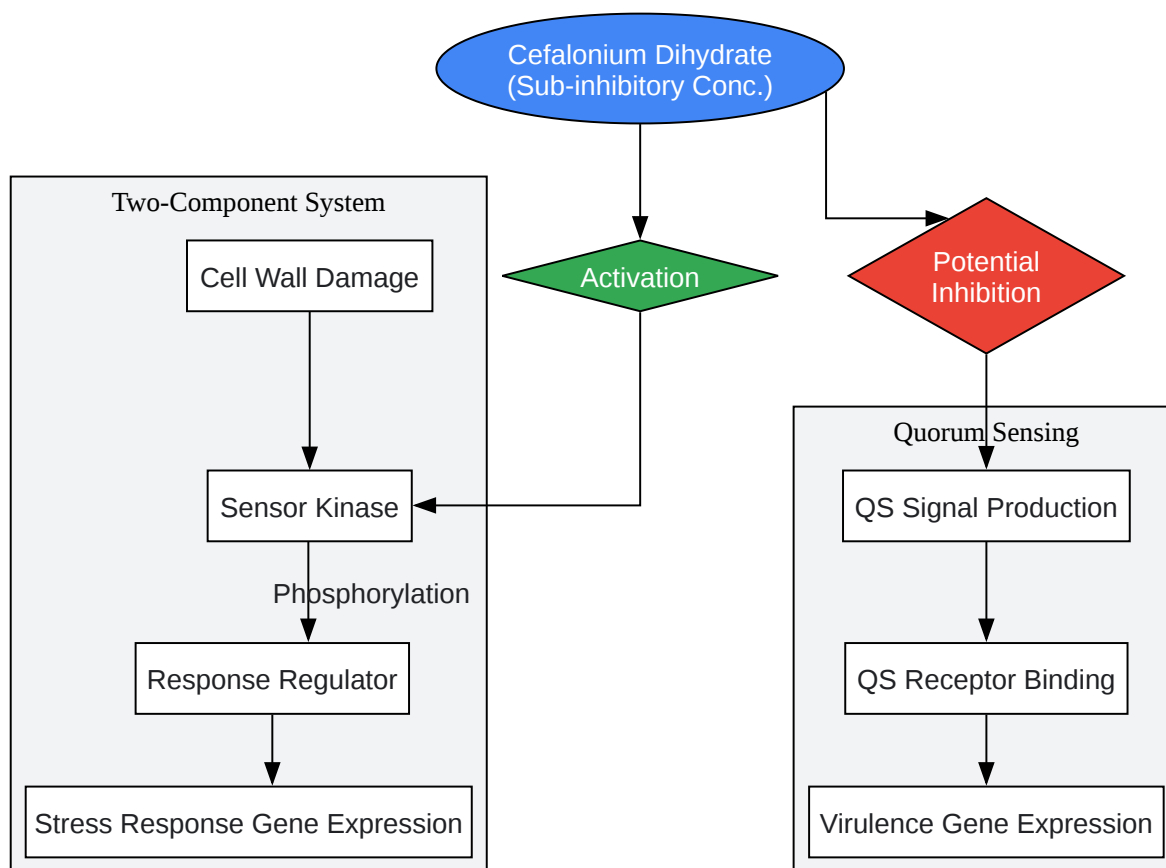 Cefalonium Dihydrate
(Sub-inhibitory Conc.)
Two-Component System
Cell Wall Damage
Activation
Potential
Inhibition
Quorum Sensing
Sensor Kinase
QS Signal Production
Phosphorylation
Response Regulator
QS Receptor Binding
Stress Response Gene Expression
Virulence Gene Expression